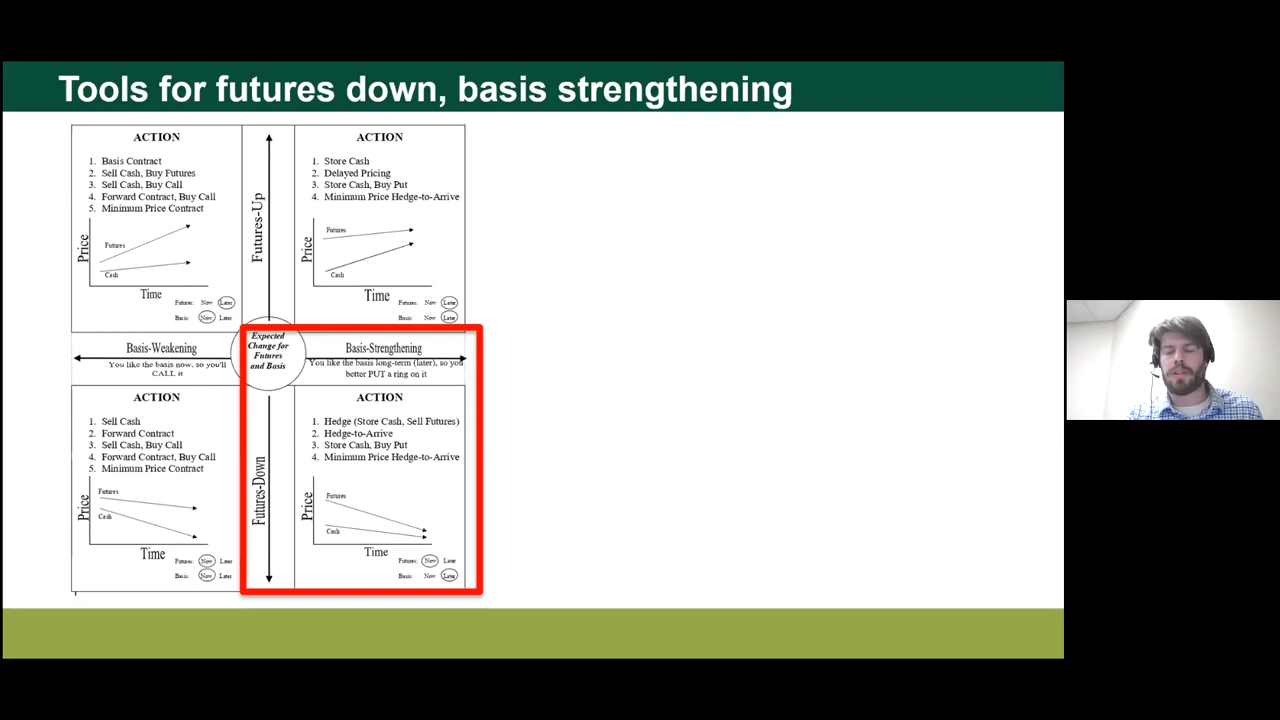 Tools for futures down, basis strengthening
ACTION
1. Basis Contract
2. Sell Cash, Buy Futures
3. Sell Cash, Buy Call
4. Forward Contract, Buy Call
5. Minimum Price Contract
Price
Futures
Cash
Time
Futures: Now Later
Basis: Now Later
Futures-Up
ACTION
1. Store Cash
2. Delayed Pricing
3. Store Cash, Buy Put
4. Minimum Price Hedge-to-Arrive
Price
Futures
Cash
Time
Futures: Now Later
Basis: Now Later
Basis-Weakening
You like the basis now, so you'll
CALL it
Expected
Change for
Futures
and Basis
Basis-Strengthening
You like the basis long-term (later), so you
better PUT a ring on it
ACTION
1. Sell Cash
2. Forward Contract
3. Sell Cash, Buy Call
4. Forward Contract, Buy Call
5. Minimum Price Contract
Price
Futures
Cash
Time
Futures: Now Later
Basis: Now Later
Futures-Down
ACTION
1. Hedge (Store Cash, Sell Futures)
2. Hedge-to-Arrive
3. Store Cash, Buy Put
4. Minimum Price Hedge-to-Arrive
Price
Futures
Cash
Time
Futures: Now Later
Basis: Now Later